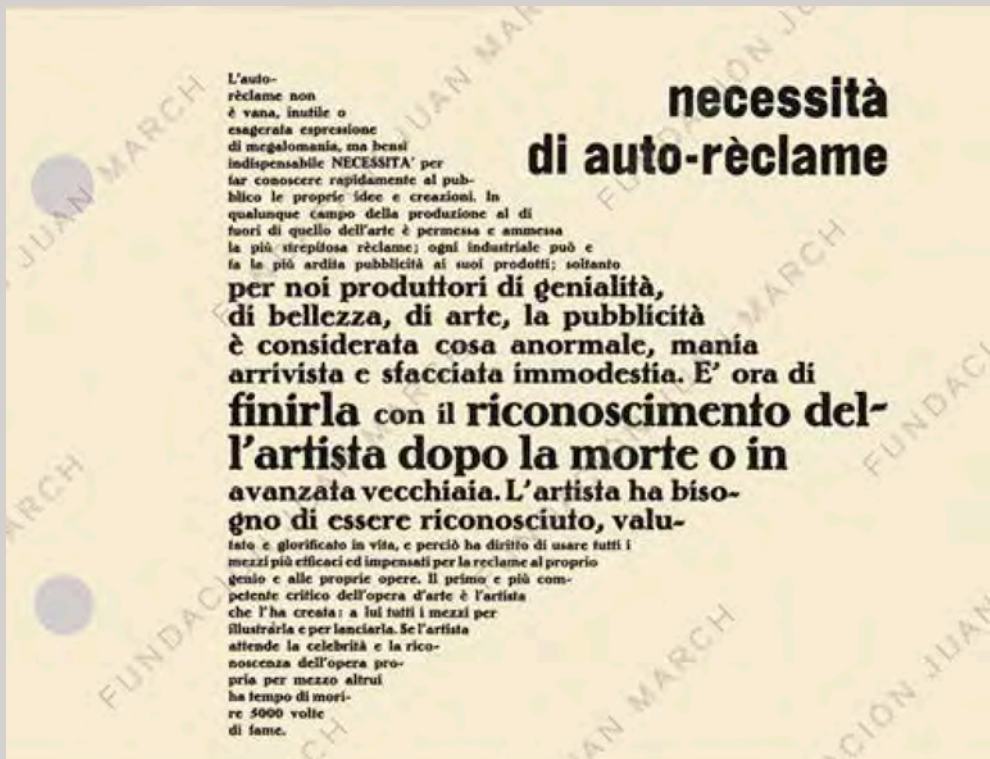 necessità
di auto-rèclame
L'auto-
rèclame non
è vana, inutile o
esagerata espressione
di megalomania, ma bensì
indispensabile NECESSITA' per
far conoscere rapidamente al pub-
blico le proprie idee e creazioni. In
qualunque campo della produzione al di
fuori di quello dell'arte è permessa e ammessa
la più strepitosa rèclame; ogni industriale può e
fa la più ardita pubblicità ai suoi prodotti; soltanto
per noi produttori di genialità,
di bellezza, di arte, la pubblicità
è considerata cosa anormale, mania
arrivista e sfacciata immodestia. E' ora di
finirla con il riconoscimento del-
l'artista dopo la morte o in
avanzata vecchiaia. L'artista ha biso-
gno di essere riconosciuto, valu-
tato e glorificato in vita, e perciò ha diritto di usare tutti i
mezzi più efficaci ed impensati per la reclame al proprio
genio e alle proprie opere. Il primo e più com-
petente critico dell'opera d'arte è l'artista
che l'ha creata: a lui tutti i mezzi per
illustrarla e per lanciarla. Se l'artista
attende la celebrità e la rico-
noscenza dell'opera pro-
pria per mezzo altrui
ha tempo di mori-
re 5000 volte
di fame.
FUNDACIÓN JUAN MARCH